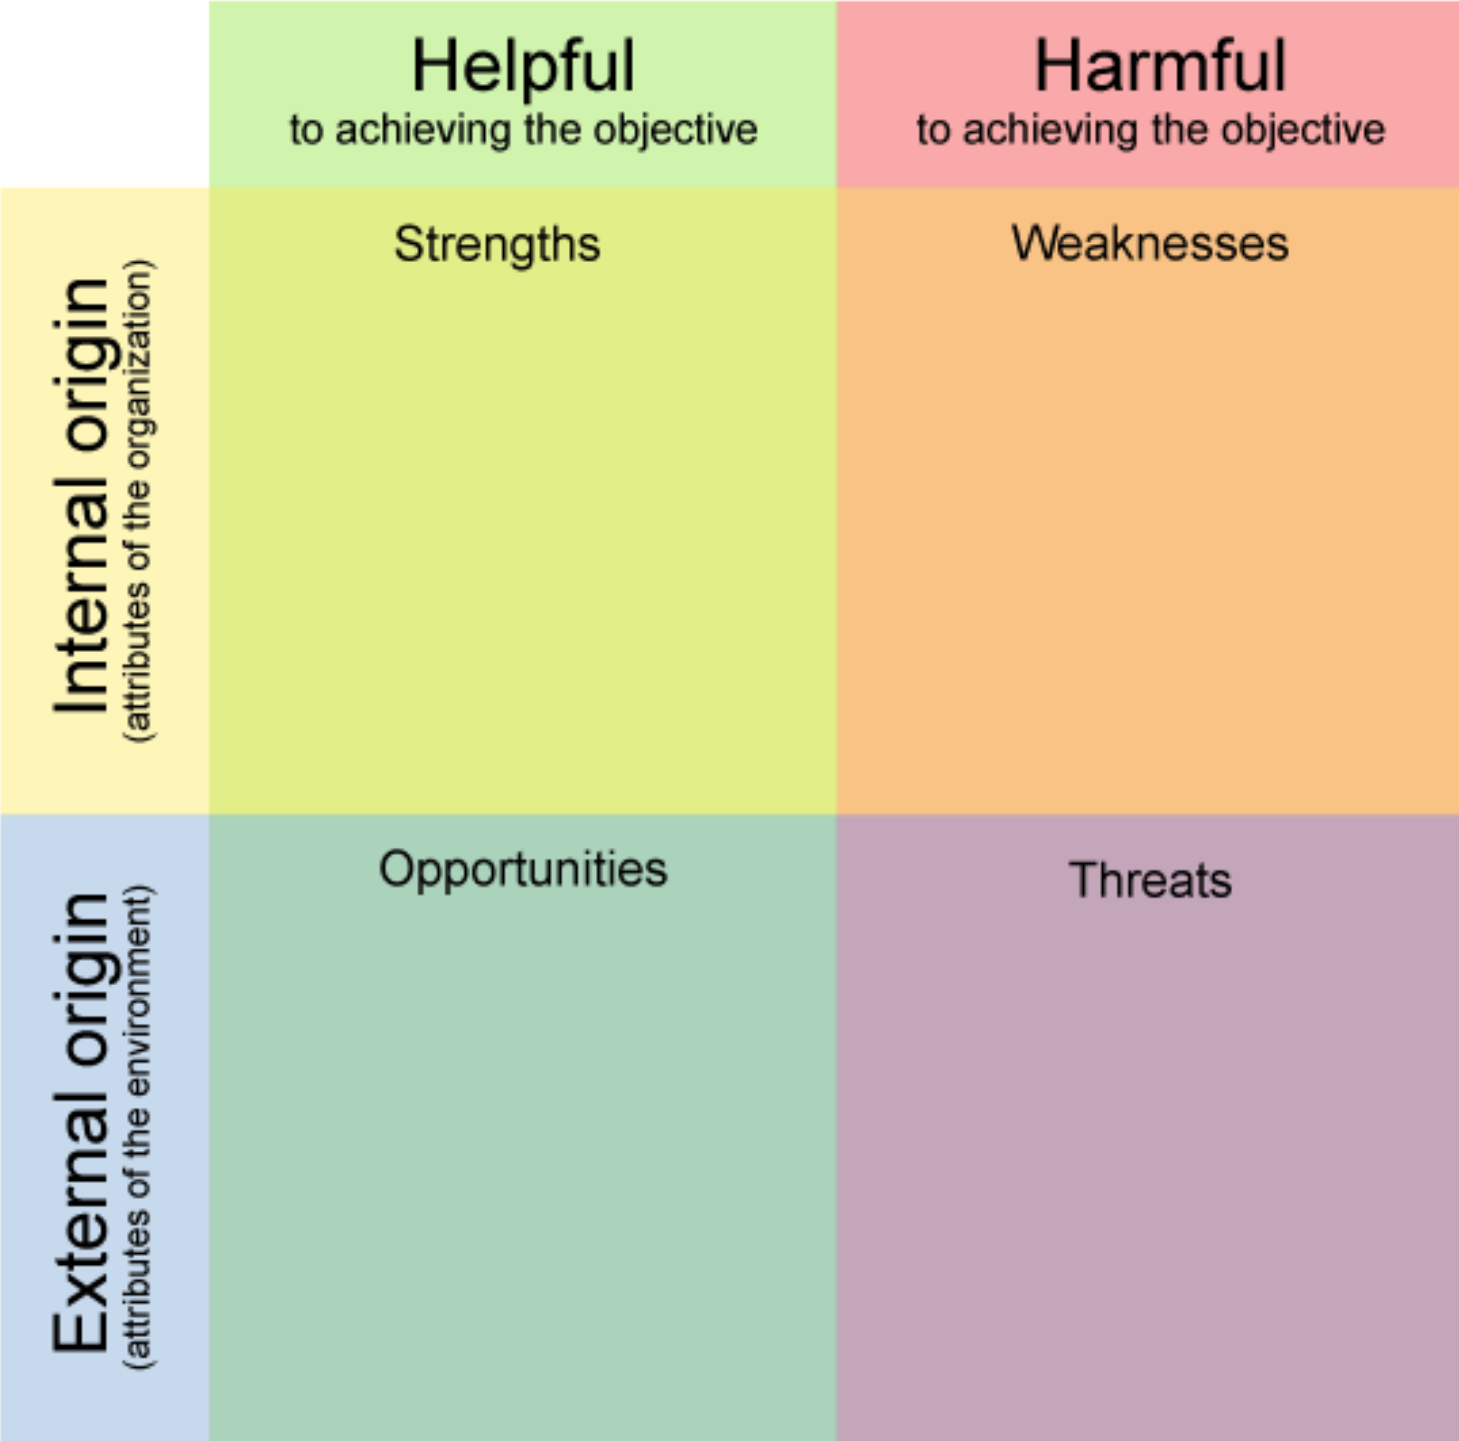 Helpful
to achieving the objective
Harmful
to achieving the objective
Internal origin
(attributes of the organization)
Strengths
Weaknesses
External origin
(attributes of the environment)
Opportunities
Threats